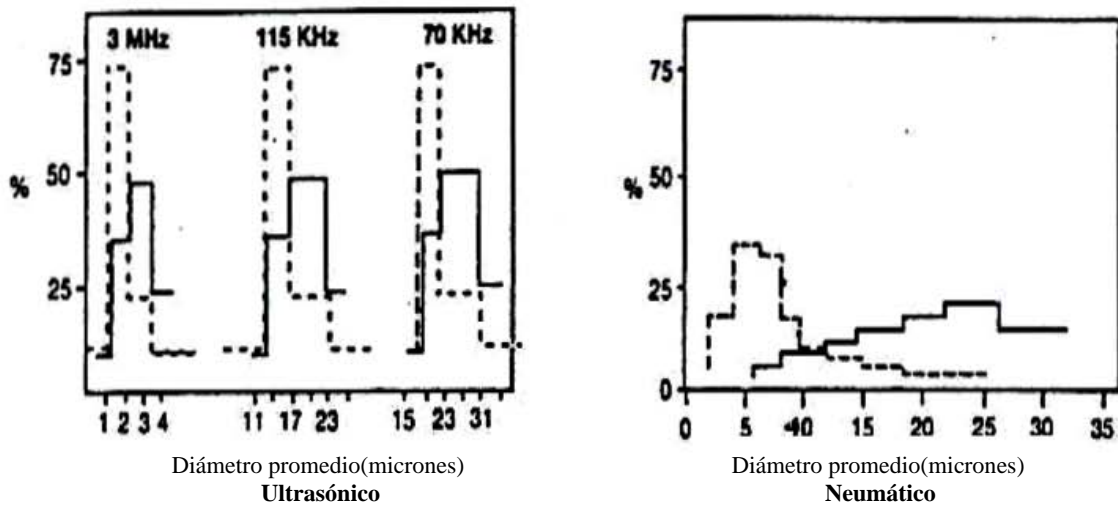 3 MHz 115 KHz 70 KHz
75
50
%
25
1 2 3 4 11 17 23 15 23 31
Diámetro promedio(micrones)
Ultrasónico
75
50
%
25
0
0 5 10 15 20 25 30 35
Diámetro promedio(micrones)
Neumático